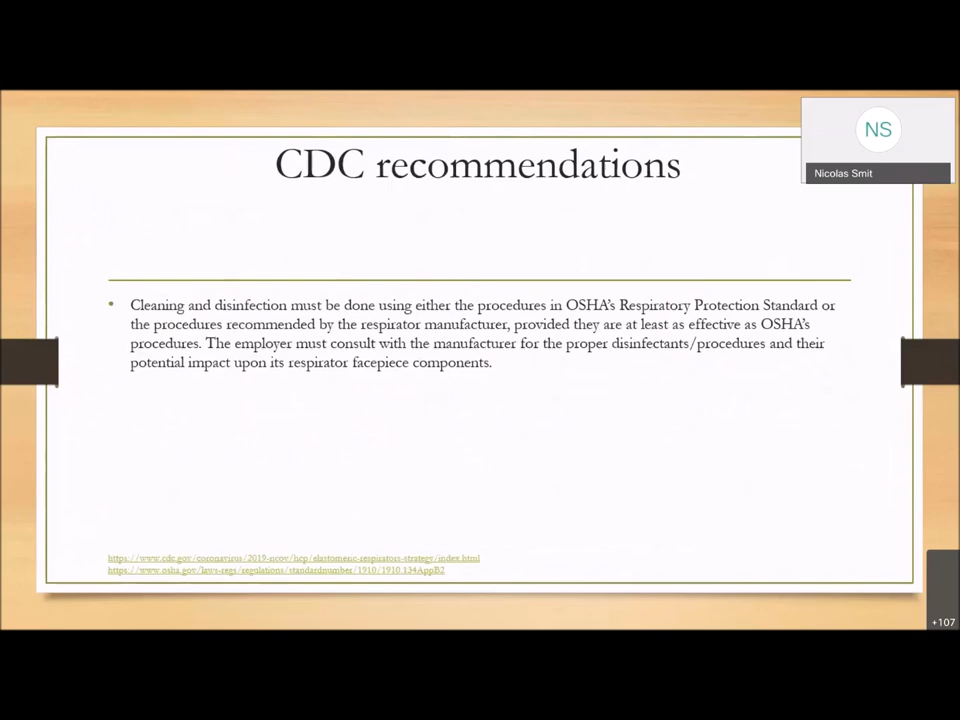 CDC recommendations
NS
Nicolas Smit
• Cleaning and disinfection must be done using either the procedures in OSHA's Respiratory Protection Standard or
the procedures recommended by the respirator manufacturer, provided they are at least as effective as OSHA's
procedures. The employer must consult with the manufacturer for the proper disinfectants/procedures and their
potential impact upon its respirator facepiece components.
https://www.cdc.gov/coronavirus/2019-ncov/hcp/elastomeric-respirators-strategy/index.html
https://www.osha.gov/laws-regs/regulations/standardnumber/1910/1910.134AppB2
+107